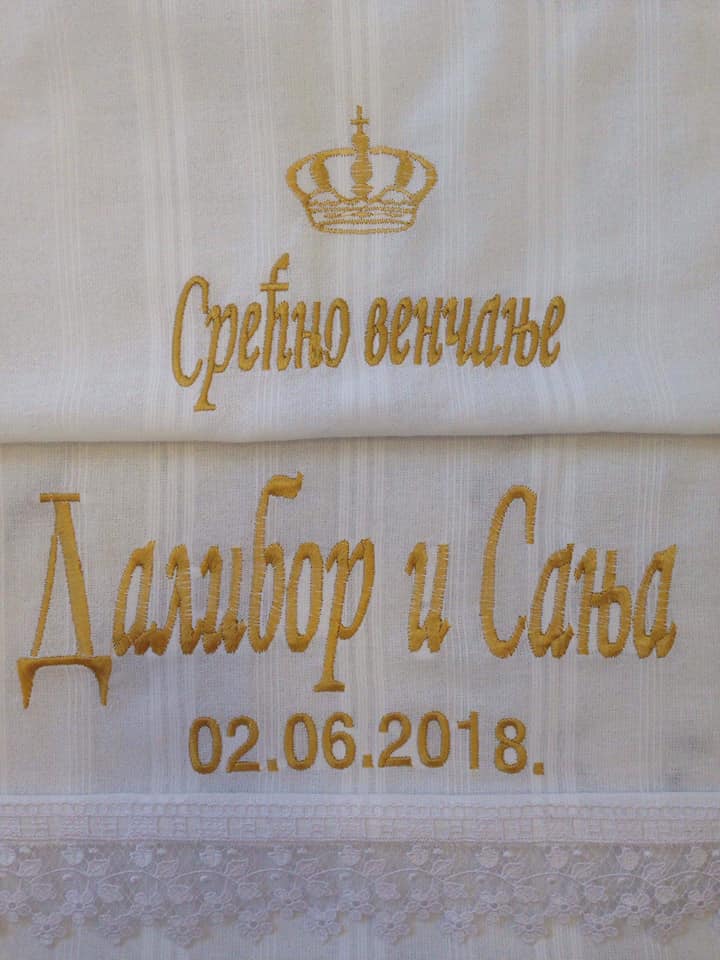 Срећно венчање
Далибор и Сања
02.06.2018.